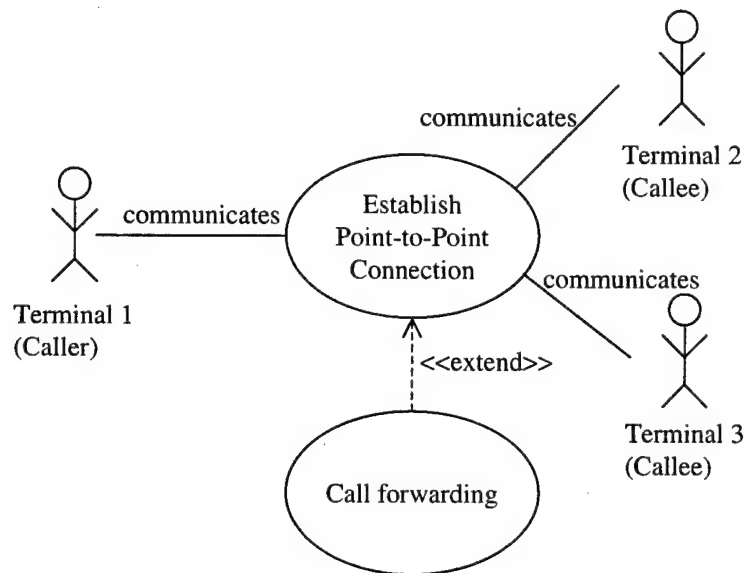 communicates
Terminal 2
(Callee)
communicates
Establish
Point-to-Point
Connection
communicates
Terminal 1
(Caller)
<<extend>>
Terminal 3
(Callee)
Call forwarding